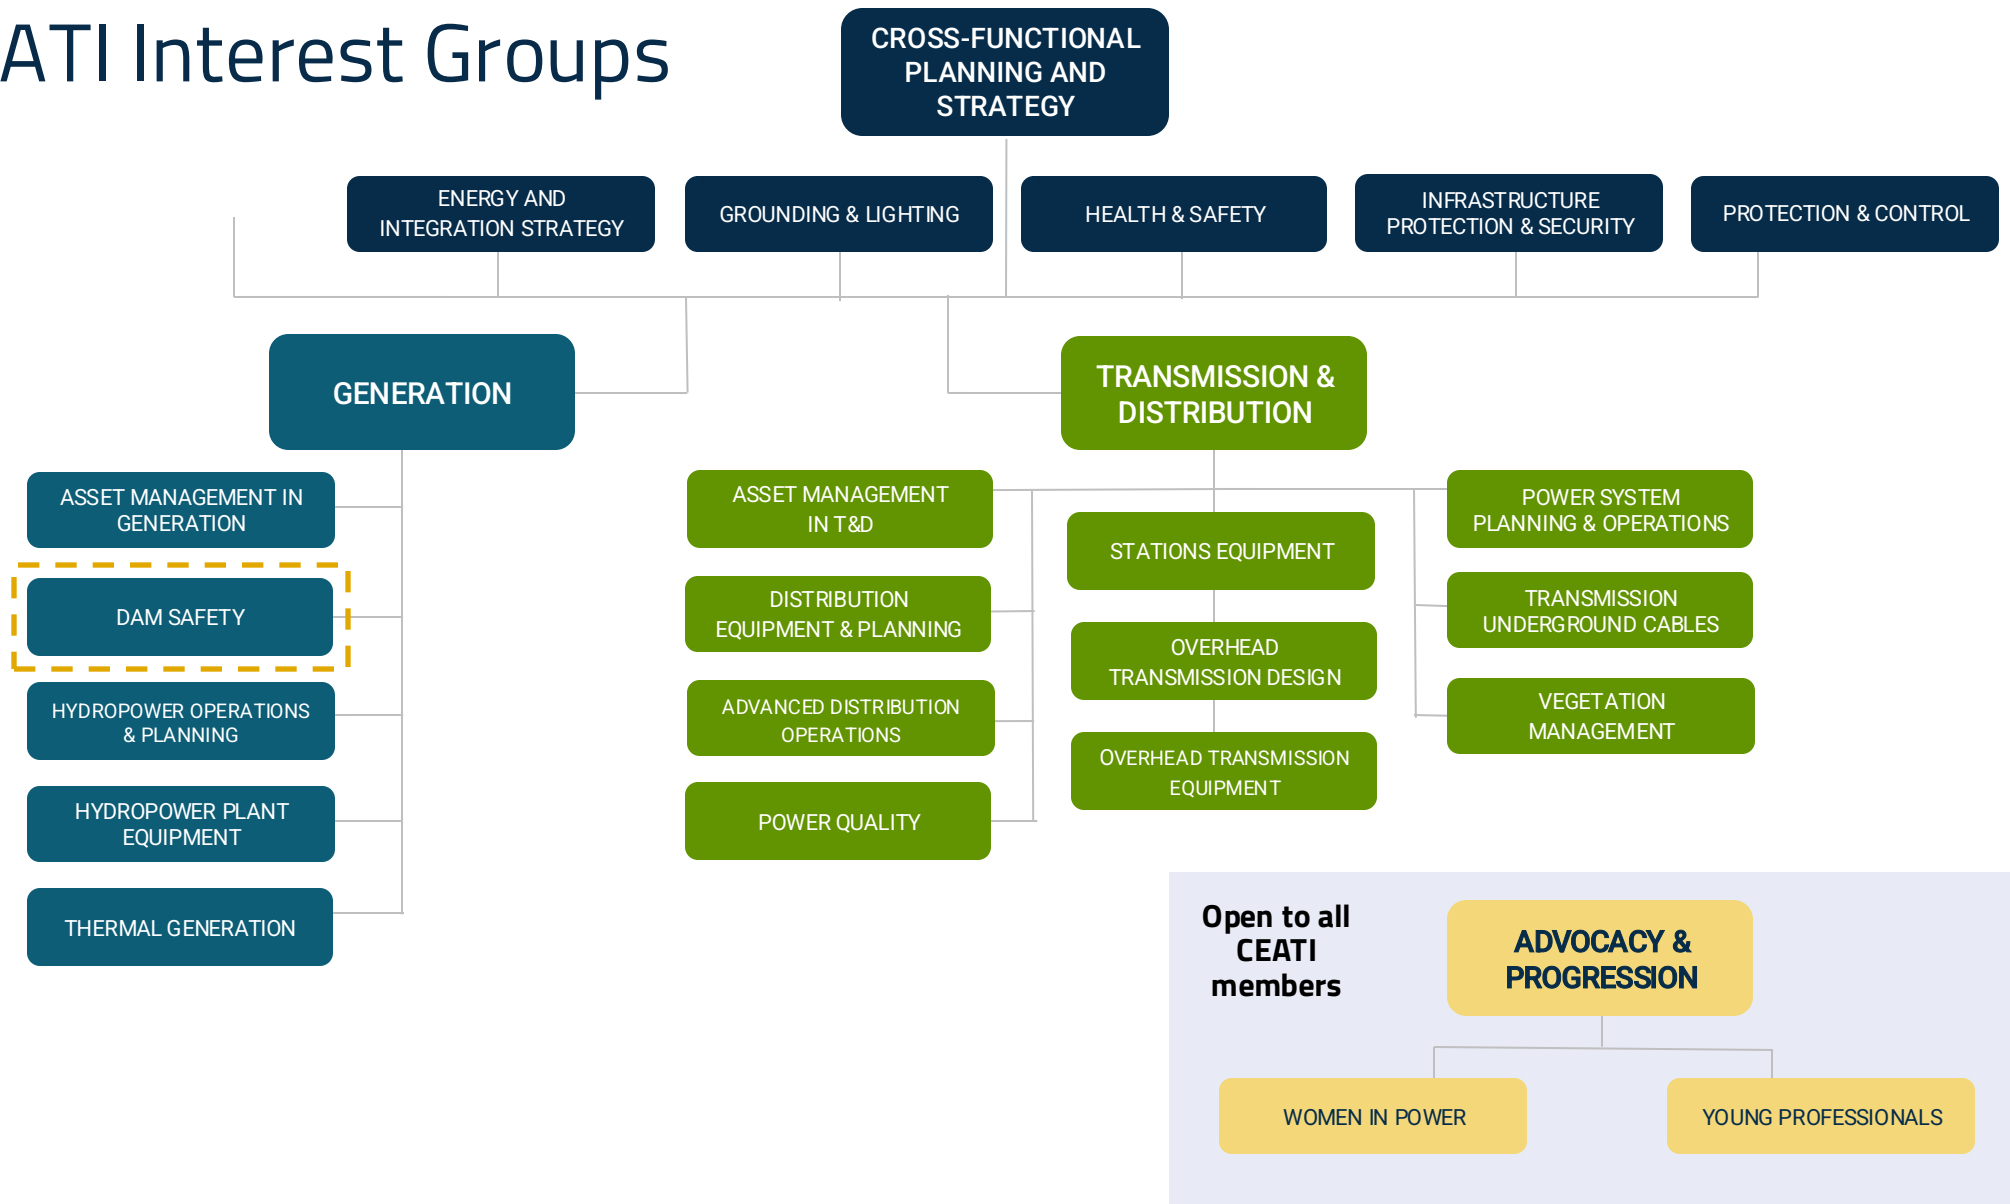 ATI Interest Groups
CROSS-FUNCTIONAL
PLANNING AND
STRATEGY
ENERGY AND
INTEGRATION STRATEGY
GROUNDING & LIGHTING
HEALTH & SAFETY
INFRASTRUCTURE
PROTECTION & SECURITY
PROTECTION & CONTROL
GENERATION
TRANSMISSION &
DISTRIBUTION
ASSET MANAGEMENT IN
GENERATION
DAM SAFETY
HYDROPOWER OPERATIONS
& PLANNING
HYDROPOWER PLANT
EQUIPMENT
THERMAL GENERATION
ASSET MANAGEMENT
IN T&D
DISTRIBUTION
EQUIPMENT & PLANNING
ADVANCED DISTRIBUTION
OPERATIONS
POWER QUALITY
STATIONS EQUIPMENT
OVERHEAD
TRANSMISSION DESIGN
OVERHEAD TRANSMISSION
EQUIPMENT
POWER SYSTEM
PLANNING & OPERATIONS
TRANSMISSION
UNDERGROUND CABLES
VEGETATION
MANAGEMENT
Open to all
CEATI
members
ADVOCACY &
PROGRESSION
WOMEN IN POWER
YOUNG PROFESSIONALS